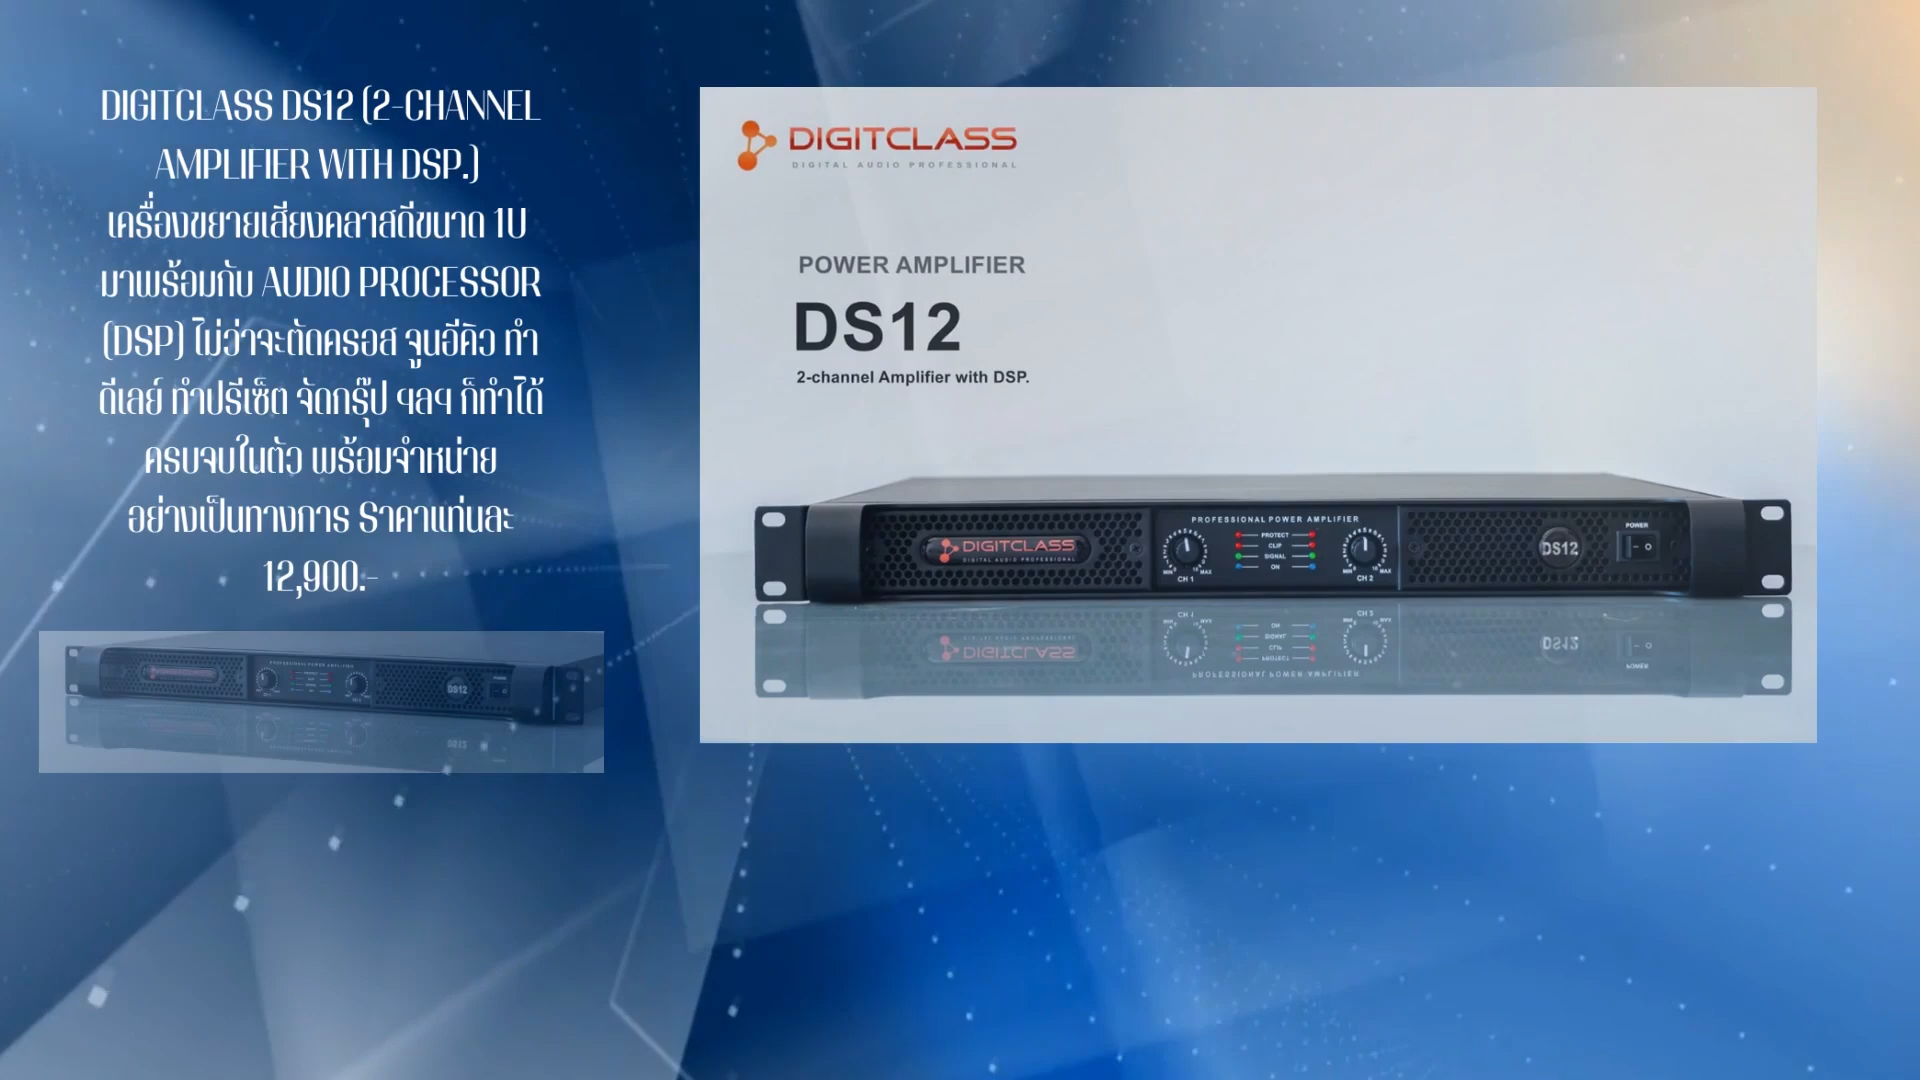 DIGITCLASS DS12 (2-CHANNEL
AMPLIFIER WITH DSP.)
เครื่องขยายเสียงคลาสดีขนาด 1U
มาพร้อมกับ AUDIO PROCESSOR
(DSP) ไม่ว่าจะตัดครอส จูนอีคิว ทำ
ดีเลย์ ทำปรีเซ็ต จัดกรุ๊ป ฯลฯ ก็ทำได้
ครบจบในตัว พร้อมจำหน่าย
อย่างเป็นทางการ ราคาแท่นละ
12,900.-
DIGITCLASS
DIGITAL AUDIO PROFESSIONAL
POWER AMPLIFIER
DS12
2-channel Amplifier with DSP.
PROFESSIONAL POWER AMPLIFIER
DIGITCLASS
DIGITAL AUDIO PROFESSIONAL
PROTECT
CLIP
SIGNAL
ON
MIN MAX
CH 1
MIN MAX
CH 2
DS12
POWER
DS12